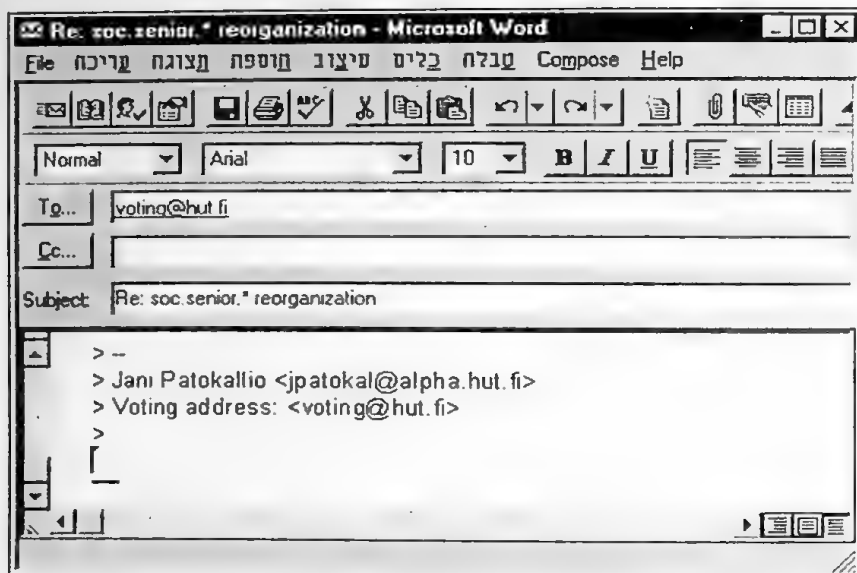 Re: soc.senior.* reorganization - Microsoft Word
File עריכה תצוגה הוספה עיצוב כלים טבלה Compose Help
ABC
Normal Arial 10 B I U
To... voting@hut.fi
Cc...
Subject: Re: soc.senior.* reorganization
> --
> Jani Patokallio <jpatokal@alpha.hut.fi>
> Voting address: <voting@hut.fi>
>